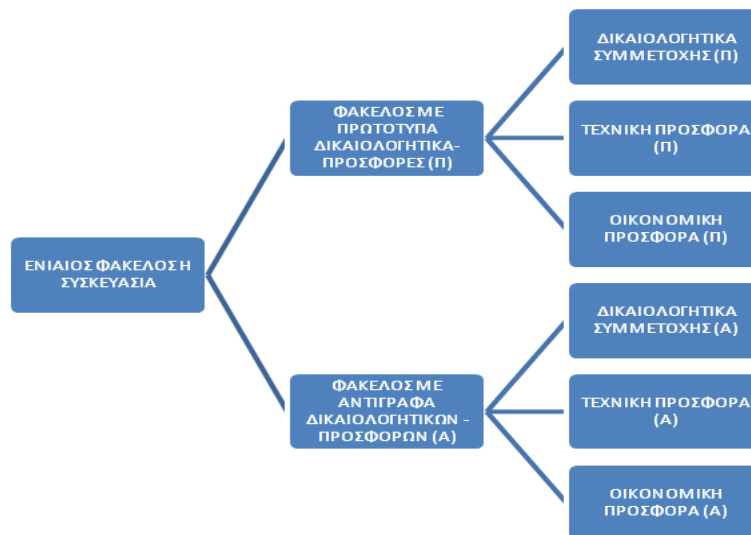 ΕΝΙΑΙΟΣ ΦΑΚΕΛΟΣ Η
ΣΥΣΚΕΥΑΣΙΑ
ΦΑΚΕΛΟΣ ΜΕ
ΠΡΩΤΟΤΥΠΑ
ΔΙΚΑΙΟΛΟΓΗΤΙΚΑ-
ΠΡΟΣΦΟΡΕΣ (Π)
ΔΙΚΑΙΟΛΟΓΗΤΙΚΑ
ΣΥΜΜΕΤΟΧΗΣ (Π)
ΤΕΧΝΙΚΗ ΠΡΟΣΦΟΡΑ
(Π)
ΟΙΚΟΝΟΜΙΚΗ
ΠΡΟΣΦΟΡΑ (Π)
ΦΑΚΕΛΟΣ ΜΕ
ΑΝΤΙΓΡΑΦΑ
ΔΙΚΑΙΟΛΟΓΗΤΙΚΩΝ -
ΠΡΟΣΦΟΡΩΝ (Α)
ΔΙΚΑΙΟΛΟΓΗΤΙΚΑ
ΣΥΜΜΕΤΟΧΗΣ (Α)
ΤΕΧΝΙΚΗ ΠΡΟΣΦΟΡΑ
(Α)
ΟΙΚΟΝΟΜΙΚΗ
ΠΡΟΣΦΟΡΑ (Α)